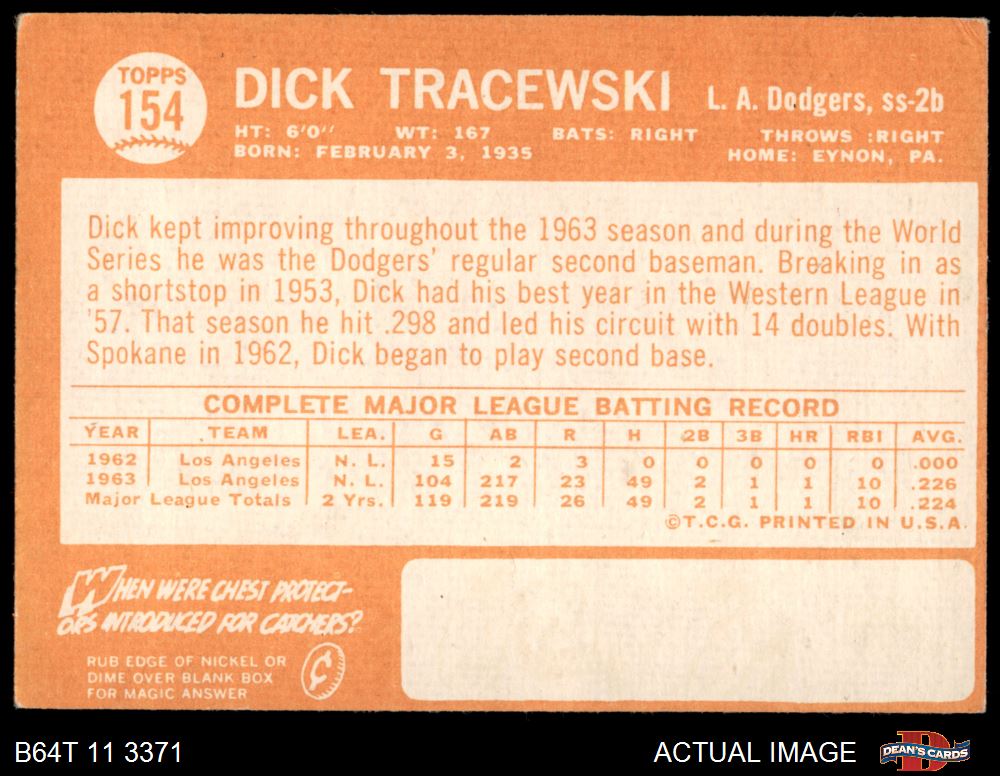 TOPPS
154
DICK TRACEWSKI
L. A. Dodgers, ss-2b
HT: 6'0'' WT: 167 BATS: RIGHT THROWS :RIGHT
BORN: FEBRUARY 3, 1935 HOME: EYNON, PA.
Dick kept improving throughout the 1963 season and during the World
Series he was the Dodgers' regular second baseman. Breaking in as
a shortstop in 1953, Dick had his best year in the Western League in
'57. That season he hit .298 and led his circuit with 14 doubles. With
Spokane in 1962, Dick began to play second base.
COMPLETE MAJOR LEAGUE BATTING RECORD
YEAR TEAM LEA. G AB R H 2B 3B HR RBI AVG.
1962 Los Angeles N. L. 15 2 3 0 0 0 0 0 .000
1963 Los Angeles N. L. 104 217 23 49 2 1 1 10 .226
Major League Totals 2 Yrs. 119 219 26 49 2 1 1 10 .224
©T.C.G. PRINTED IN U.S.A.
WHEN WERE CHEST PROTECT-
ORS INTRODUCED FOR CATCHERS?
RUB EDGE OF NICKEL OR
DIME OVER BLANK BOX
FOR MAGIC ANSWER
¢
B64T 11 3371
ACTUAL IMAGE
DEAN'S CARDS